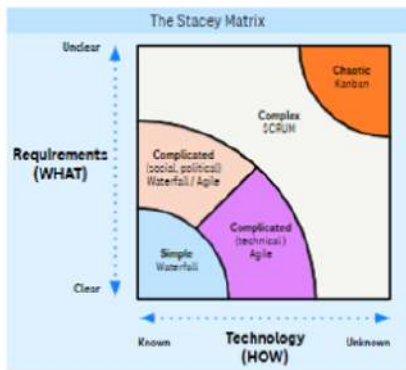 The Stacey Matrix
Unclear
Chaotic
Kanban
Complex
SCRUM
Requirements
(WHAT)
Complicated
(social, political)
Waterfall / Agile
Complicated
(technical)
Agile
Simple
Waterfall
Clear
Known
Technology
(HOW)
Unknown